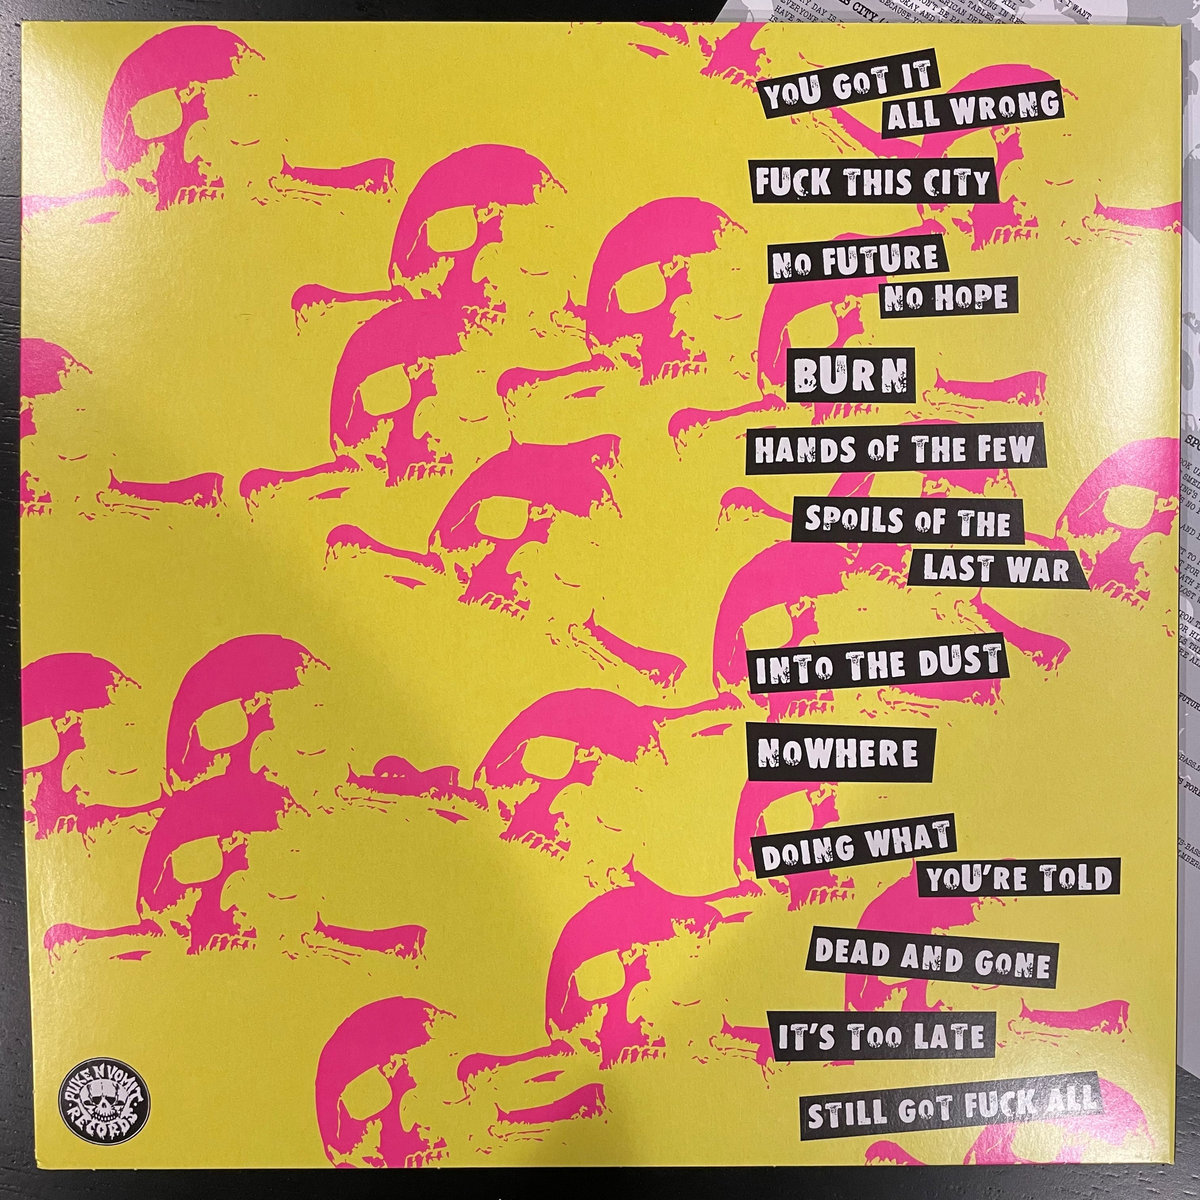 YOU GOT IT
ALL WRONG
FUCK THIS CITY
NO FUTURE
NO HOPE
BURN
HANDS OF THE FEW
SPOILS OF THE
LAST WAR
INTO THE DUST
NOWHERE
DOING WHAT
YOU'RE TOLD
DEAD AND GONE
IT'S TOO LATE
STILL GOT FUCK ALL
PUKE N VOMIT
RECORDS